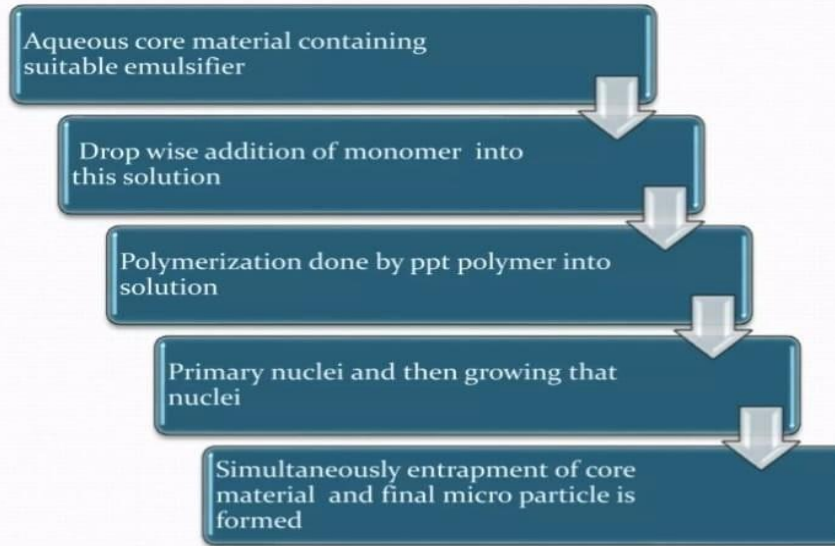 Aqueous core material containing
suitable emulsifier
Drop wise addition of monomer into
this solution
Polymerization done by ppt polymer into
solution
Primary nuclei and then growing that
nuclei
Simultaneously entrapment of core
material and final micro particle is
formed